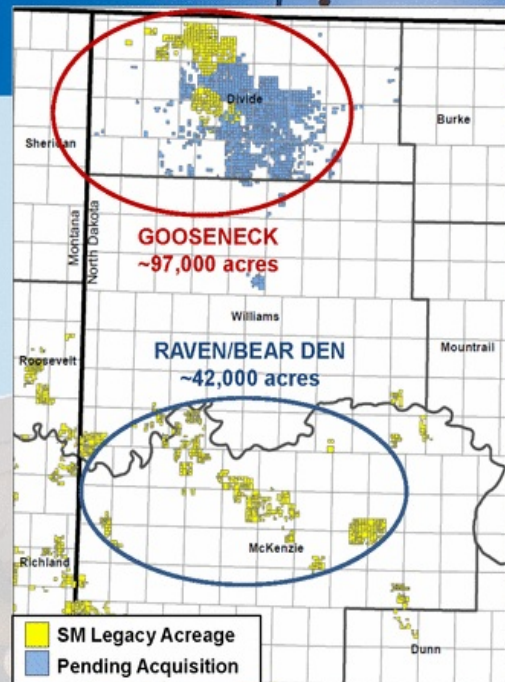 Divide
Burke
Sheridan
Montana
North Dakota
GOOSENECK
~97,000 acres
Williams
Roosevelt
Mountrail
RAVEN/BEAR DEN
~42,000 acres
McKenzie
Richland
Dunn
SM Legacy Acreage
Pending Acquisition